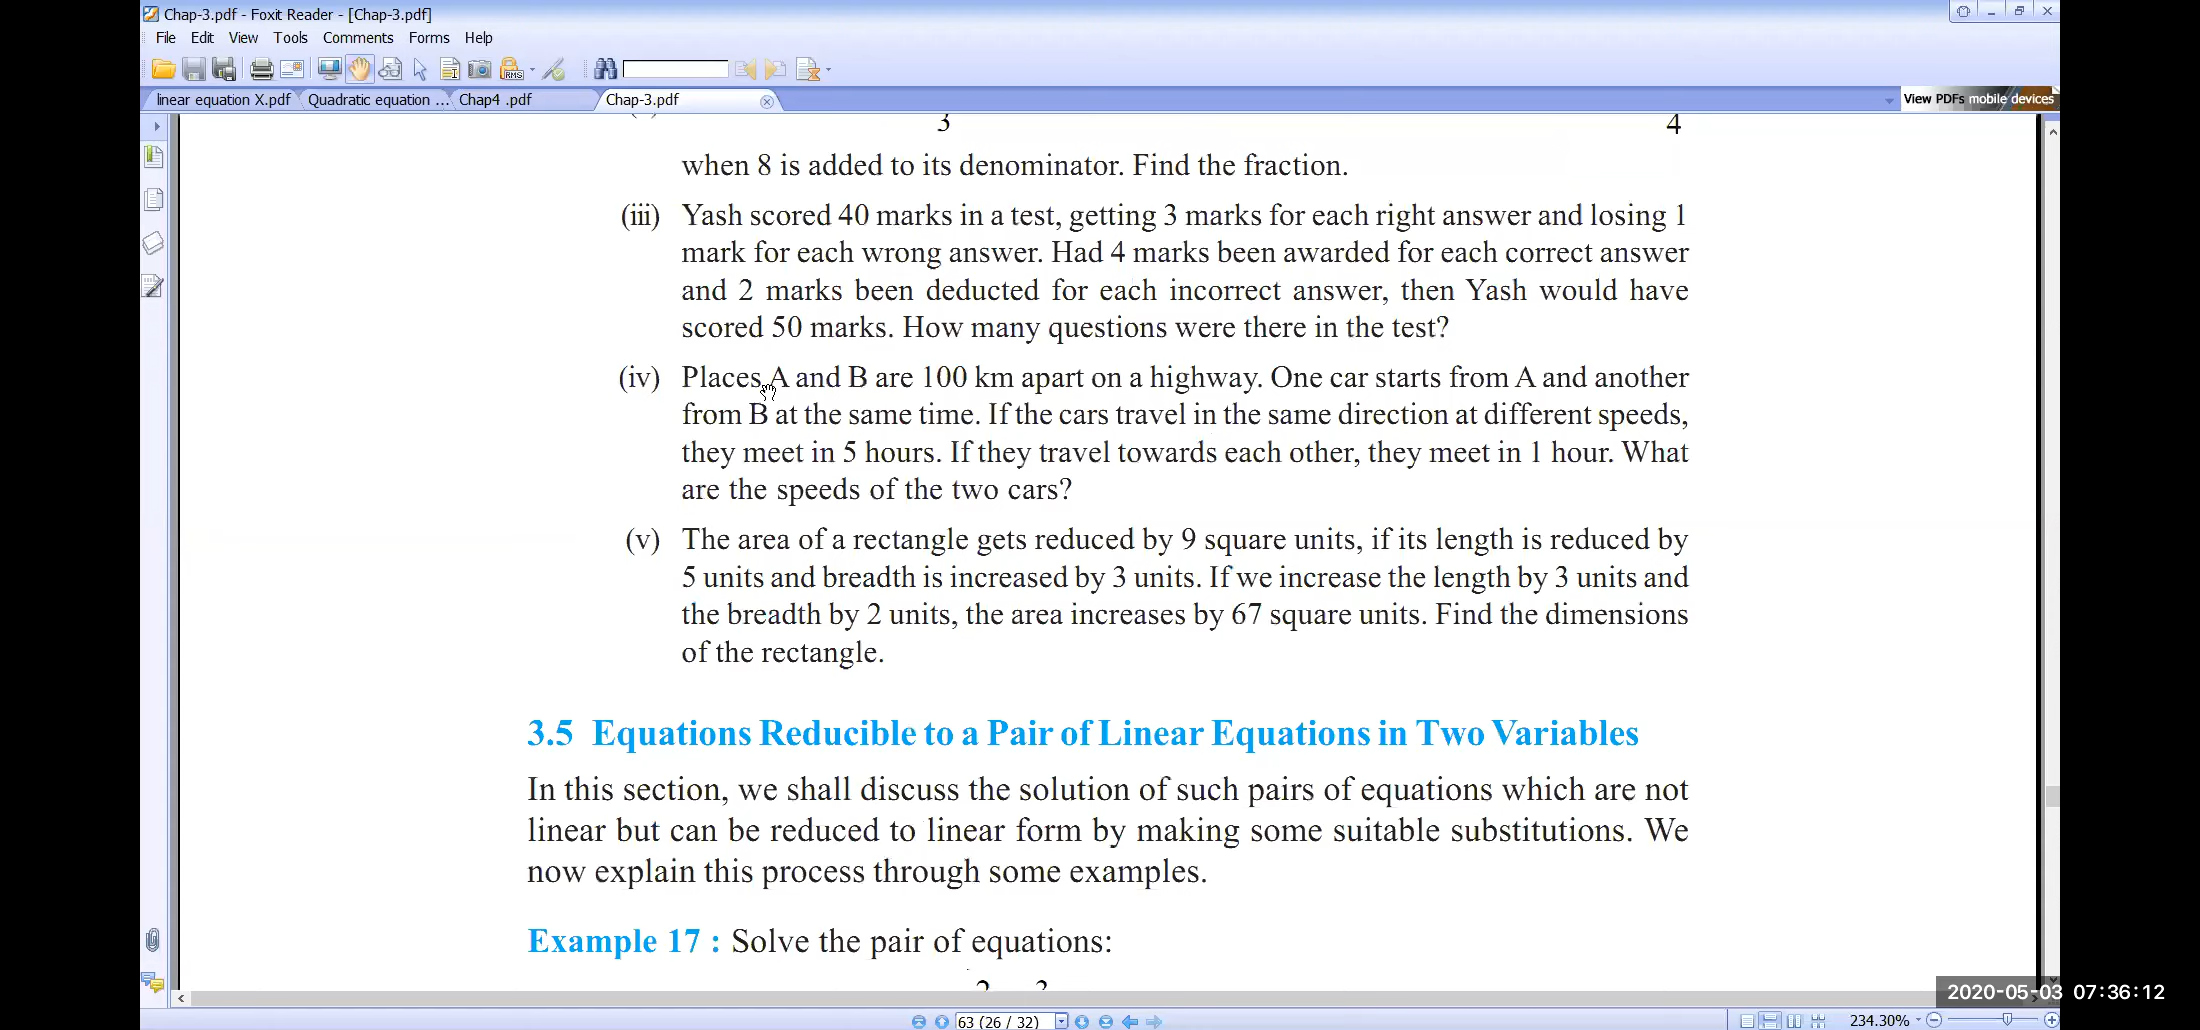 Chap-3.pdf - Foxit Reader - [Chap-3.pdf]
File Edit View Tools Comments Forms Help
linear equation X.pdf Quadratic equation ... Chap4 .pdf Chap-3.pdf View PDFs mobile devices
3 4
when 8 is added to its denominator. Find the fraction.
(iii) Yash scored 40 marks in a test, getting 3 marks for each right answer and losing 1
mark for each wrong answer. Had 4 marks been awarded for each correct answer
and 2 marks been deducted for each incorrect answer, then Yash would have
scored 50 marks. How many questions were there in the test?
(iv) Places A and B are 100 km apart on a highway. One car starts from A and another
from B at the same time. If the cars travel in the same direction at different speeds,
they meet in 5 hours. If they travel towards each other, they meet in 1 hour. What
are the speeds of the two cars?
(v) The area of a rectangle gets reduced by 9 square units, if its length is reduced by
5 units and breadth is increased by 3 units. If we increase the length by 3 units and
the breadth by 2 units, the area increases by 67 square units. Find the dimensions
of the rectangle.
3.5 Equations Reducible to a Pair of Linear Equations in Two Variables
In this section, we shall discuss the solution of such pairs of equations which are not
linear but can be reduced to linear form by making some suitable substitutions. We
now explain this process through some examples.
Example 17 : Solve the pair of equations:
2 3
2020-05-03 07:36:12
63 (26 / 32) 234.30%